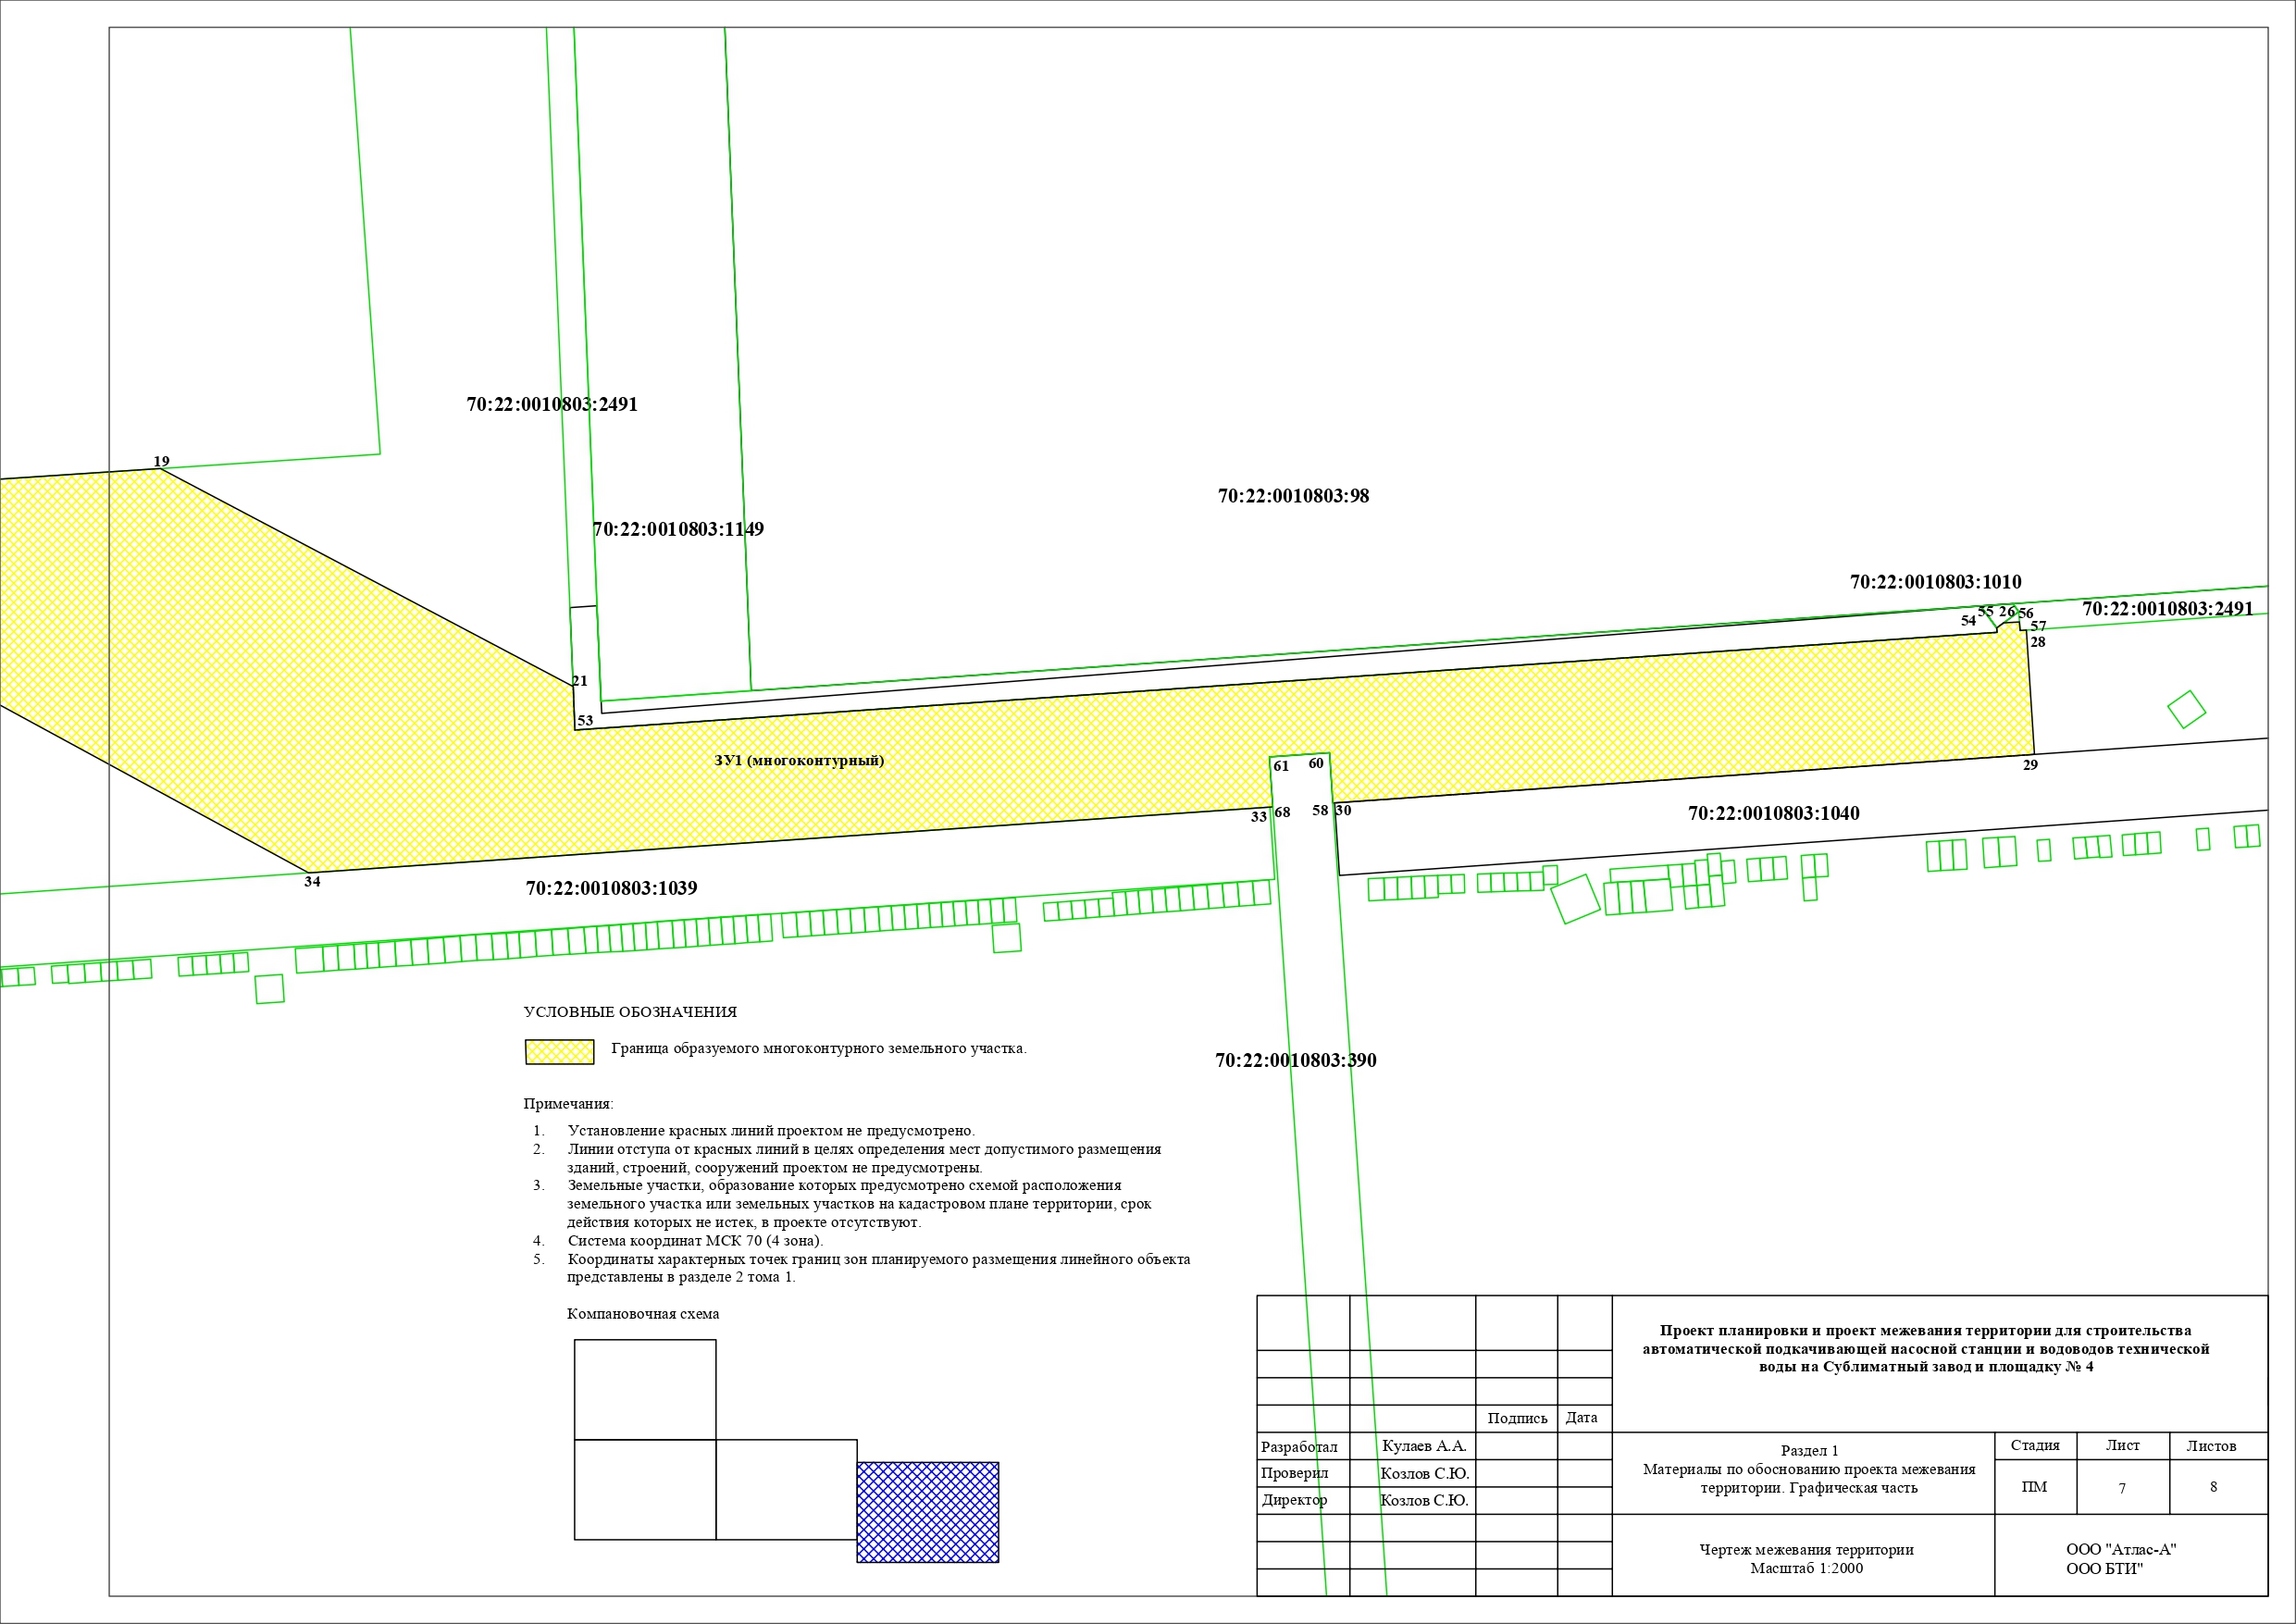 70:22:0010803:2491
19
70:22:0010803:98
70:22:0010803:1149
70:22:0010803:1010
70:22:0010803:2491
55 26 56
54
57
28
21
53
ЗУ1 (многоконтурный)
61 60
29
33 68 58 30
70:22:0010803:1040
34
70:22:0010803:1039
УСЛОВНЫЕ ОБОЗНАЧЕНИЯ
Граница образуемого многоконтурного земельного участка.
70:22:0010803:390
Примечания:
1. Установление красных линий проектом не предусмотрено.
2. Линии отступа от красных линий в целях определения мест допустимого размещения
зданий, строений, сооружений проектом не предусмотрены.
3. Земельные участки, образование которых предусмотрено схемой расположения
земельного участка или земельных участков на кадастровом плане территории, срок
действия которых не истек, в проекте отсутствуют.
4. Система координат МСК 70 (4 зона).
5. Координаты характерных точек границ зон планируемого размещения линейного объекта
представлены в разделе 2 тома 1.
Компановочная схема
Проект планировки и проект межевания территории для строительства
автоматической подкачивающей насосной станции и водоводов технической
воды на Сублиматный завод и площадку № 4
Подпись Дата
Разработал Кулаев А.А.
Проверил Козлов С.Ю.
Директор Козлов С.Ю.
Раздел 1
Материалы по обоснованию проекта межевания
территории. Графическая часть
Стадия Лист Листов
ПМ 7 8
Чертеж межевания территории
Масштаб 1:2000
ООО "Атлас-А"
ООО БТИ"